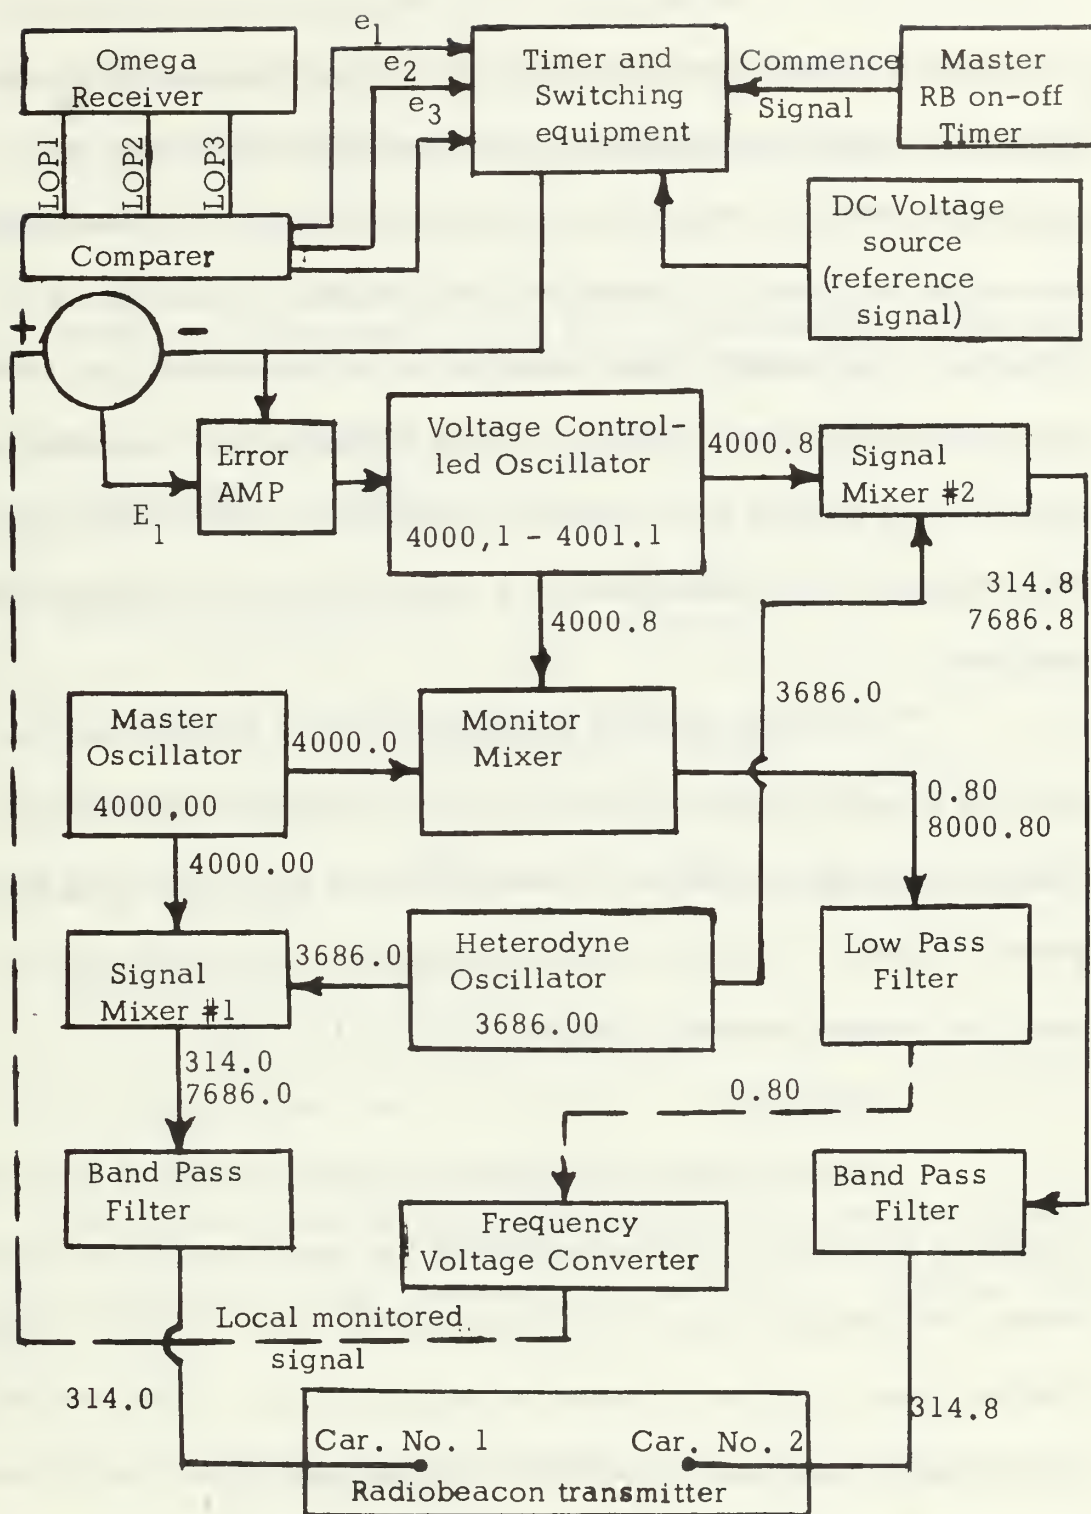 Omega
Receiver
LOP1
LOP2
LOP3
Comparer
e1
e2
e3
Timer and
Switching
equipment
Commence
Signal
Master
RB on-off
Timer
DC Voltage
source
(reference
signal)
+
-
E1
Error
AMP
Voltage Control-
led Oscillator
4000,1 - 4001.1
4000.8
Signal
Mixer #2
314.8
7686.8
4000.8
3686.0
Master
Oscillator
4000,00
4000.0
Monitor
Mixer
0.80
8000.80
4000.00
Signal
Mixer #1
3686.0
Heterodyne
Oscillator
3686.00
Low Pass
Filter
314.0
7686.0
0.80
Band Pass
Filter
Frequency
Voltage Converter
Band Pass
Filter
Local monitored
signal
314.0
314.8
Car. No. 1
Car. No. 2
Radiobeacon transmitter